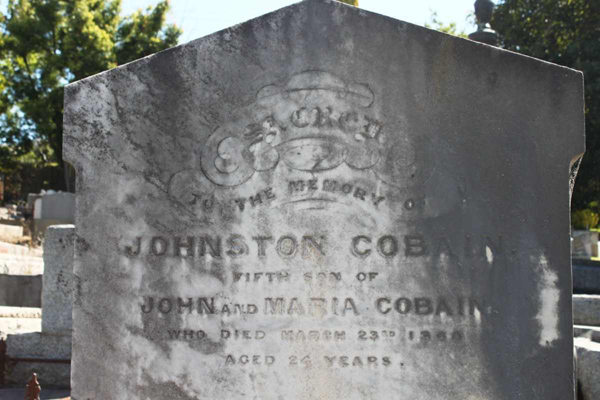 SACRED
TO THE MEMORY OF
JOHNSTON COBAIN,
FIFTH SON OF
JOHN AND MARIA COBAIN,
WHO DIED MARCH 23RD
AGED 24 YEARS.